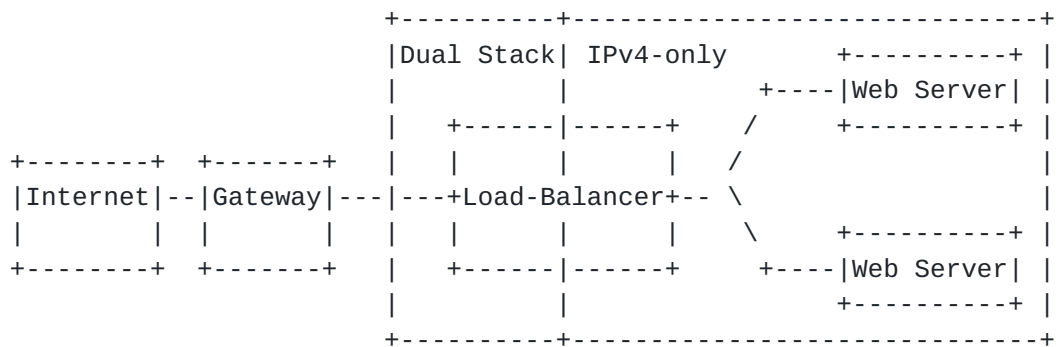 Dual Stack IPv4-only
Web Server
Internet Gateway Load-Balancer
Web Server